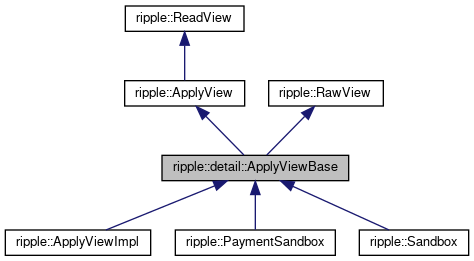 ripple::ReadView
ripple::ApplyView
ripple::RawView
ripple::detail::ApplyViewBase
ripple::ApplyViewImpl
ripple::PaymentSandbox
ripple::Sandbox